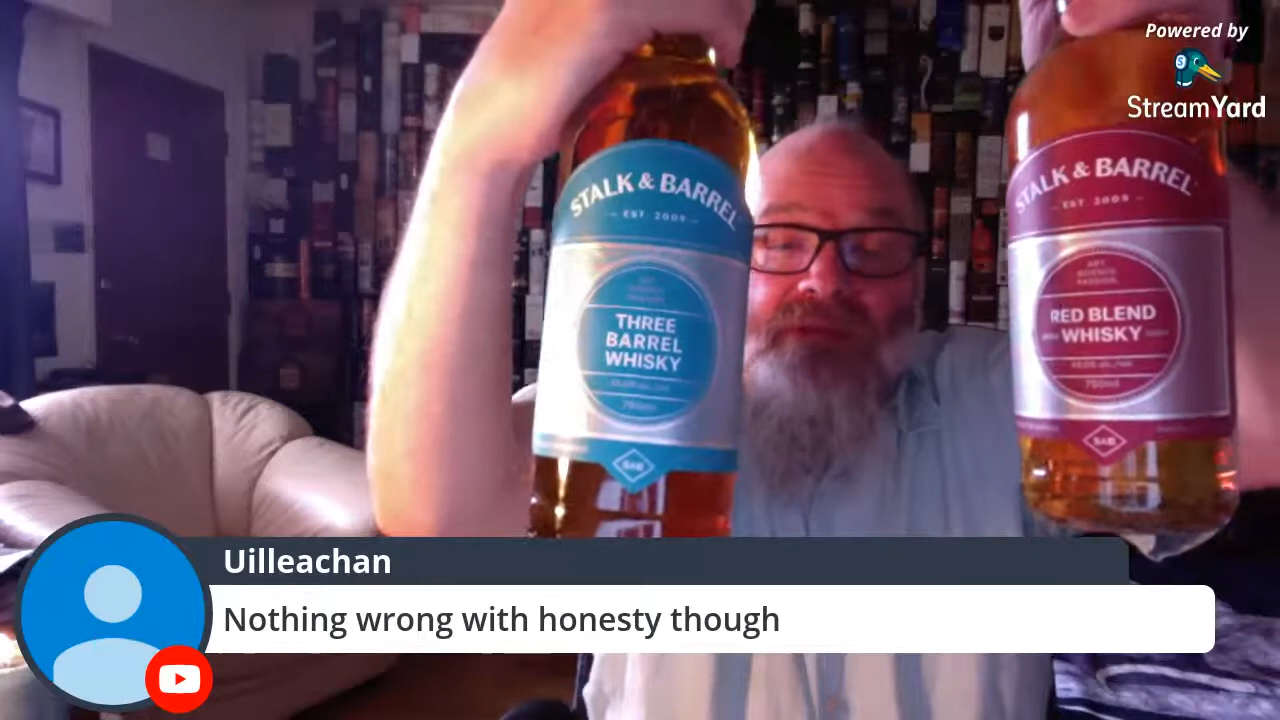 Powered by
StreamYard
STALK & BARREL
EST. 2009
THREE
BARREL
WHISKY
750ml
S&B
STALK & BARREL
EST. 2009
ART.
SCIENCE.
PASSION.
RED BLEND
WHISKY
750ml
S&B
Uilleachan
Nothing wrong with honesty though